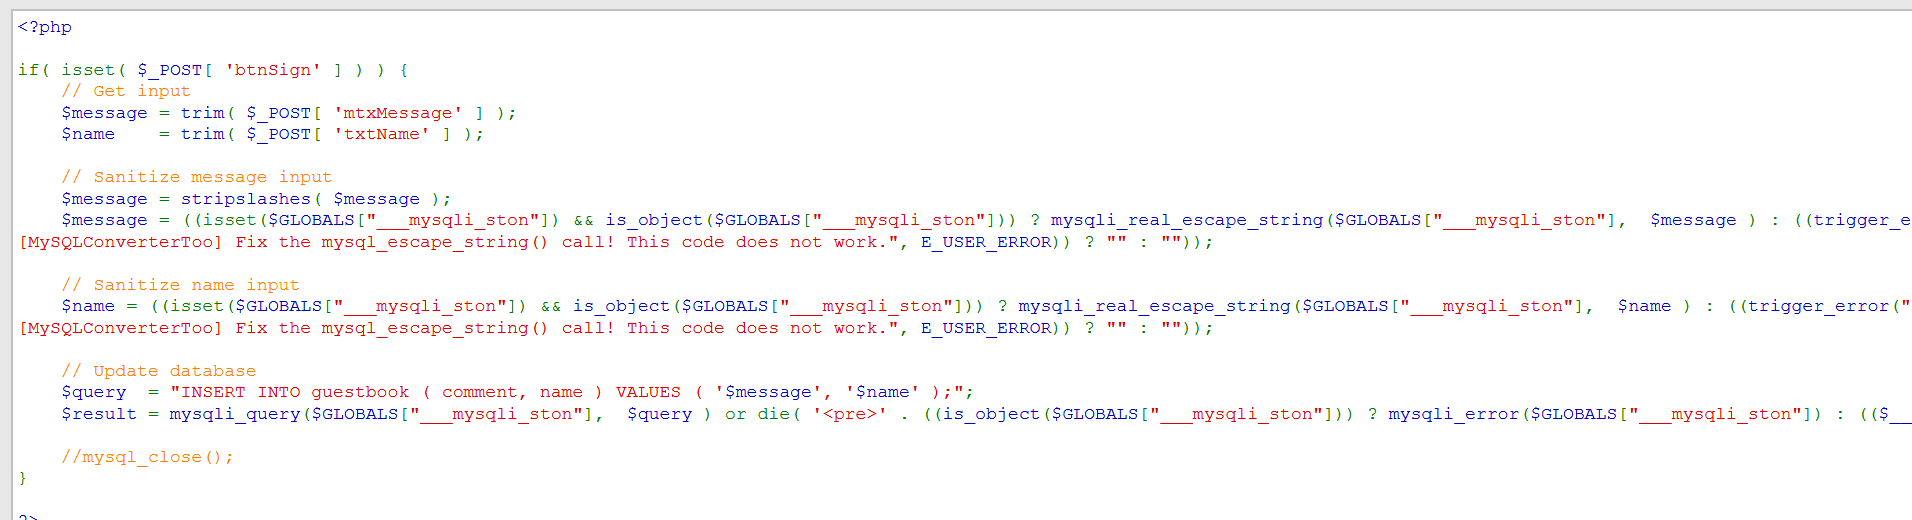 <?php
if( isset( $_POST[ 'btnSign' ] ) ) {
// Get input
$message = trim( $_POST[ 'mtxMessage' ] );
$name    = trim( $_POST[ 'txtName' ] );
// Sanitize message input
$message = stripslashes( $message );
$message = ((isset($GLOBALS["___mysqli_ston"]) && is_object($GLOBALS["___mysqli_ston"])) ? mysqli_real_escape_string($GLOBALS["___mysqli_ston"],  $message ) : ((trigger_e
[MySQLConverterToo] Fix the mysql_escape_string() call! This code does not work.", E_USER_ERROR)) ? "" : ""));
// Sanitize name input
$name = ((isset($GLOBALS["___mysqli_ston"]) && is_object($GLOBALS["___mysqli_ston"])) ? mysqli_real_escape_string($GLOBALS["___mysqli_ston"],  $name ) : ((trigger_error("
[MySQLConverterToo] Fix the mysql_escape_string() call! This code does not work.", E_USER_ERROR)) ? "" : ""));
// Update database
$query  = "INSERT INTO guestbook ( comment, name ) VALUES ( '$message', '$name' );";
$result = mysqli_query($GLOBALS["___mysqli_ston"],  $query ) or die( '<pre>' . ((is_object($GLOBALS["___mysqli_ston"])) ? mysqli_error($GLOBALS["___mysqli_ston"]) : (($__
//mysql_close();
}
?>